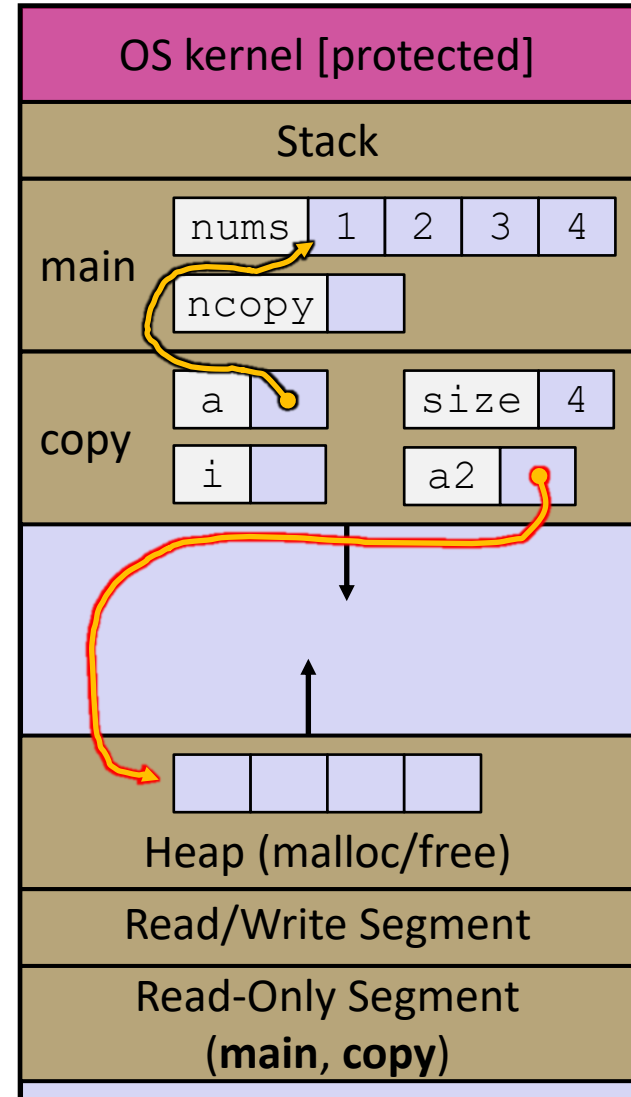 OS kernel [protected]
Stack
main
nums 1 2 3 4
ncopy
copy
a size 4
i a2
Heap (malloc/free)
Read/Write Segment
Read-Only Segment
(main, copy)